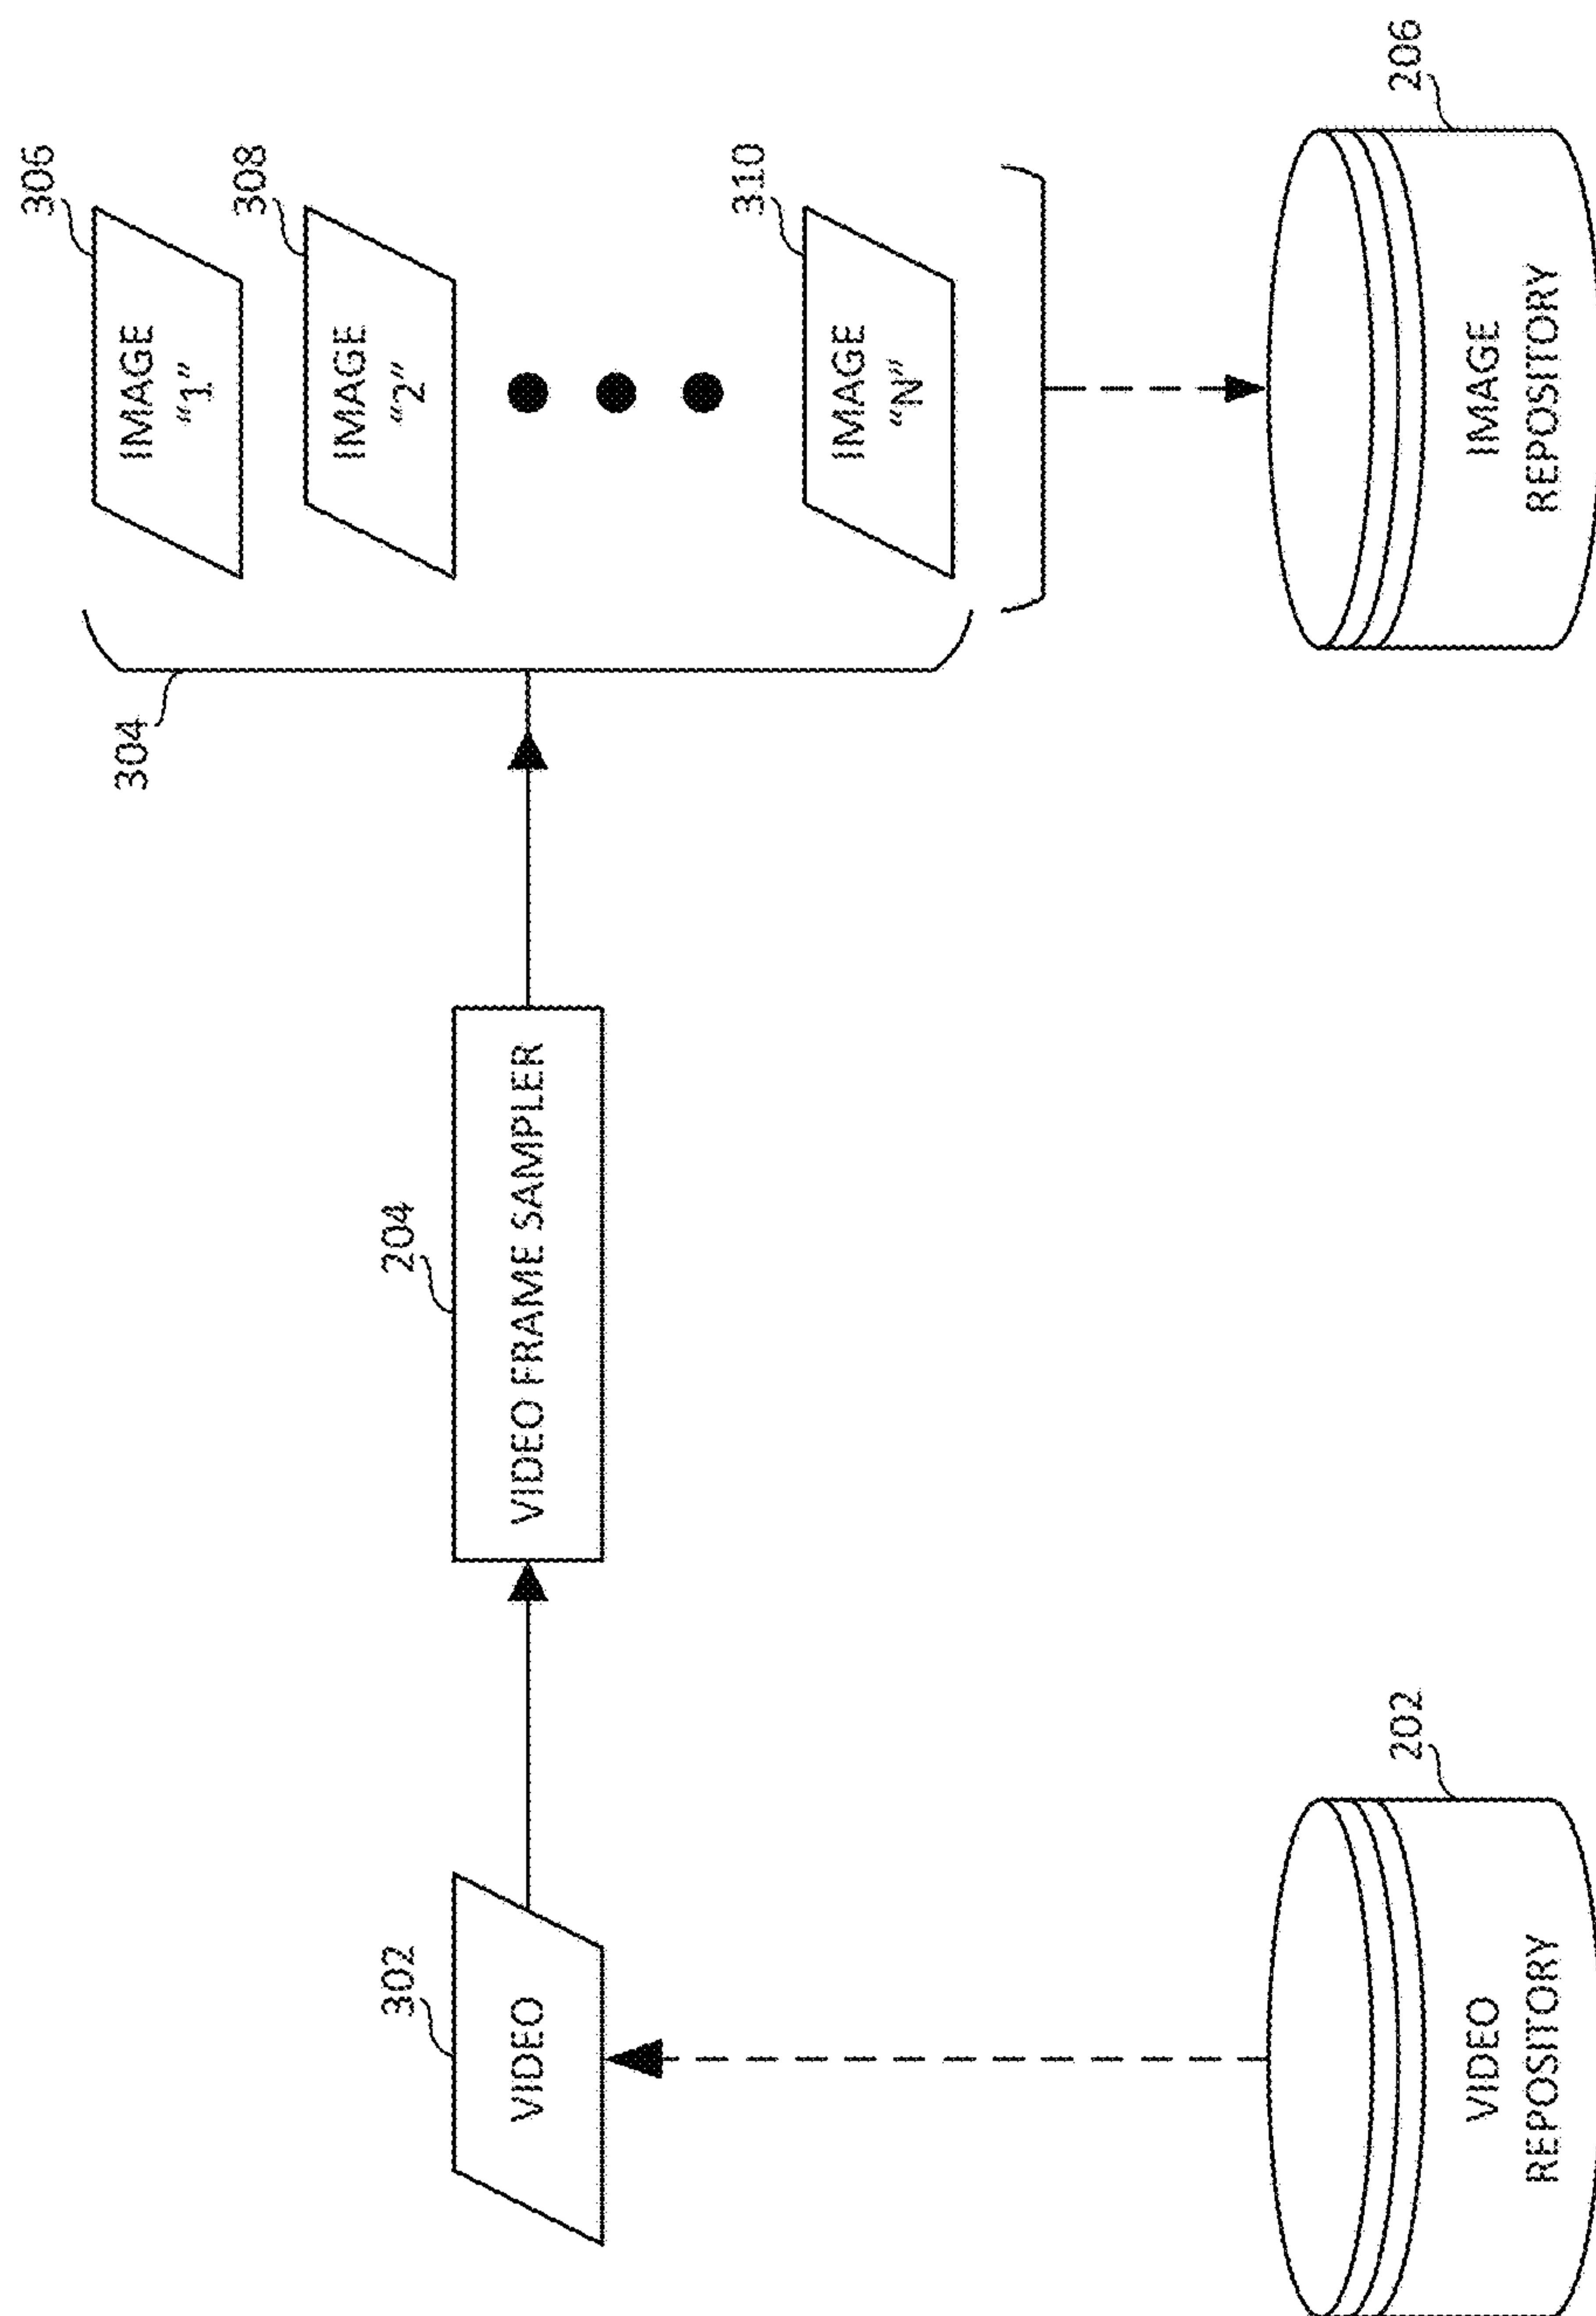 302
VIDEO
204
VIDEO FRAME SAMPLER
304
306
IMAGE
“1”
308
IMAGE
“2”
310
IMAGE
“N”
202
VIDEO
REPOSITORY
206
IMAGE
REPOSITORY